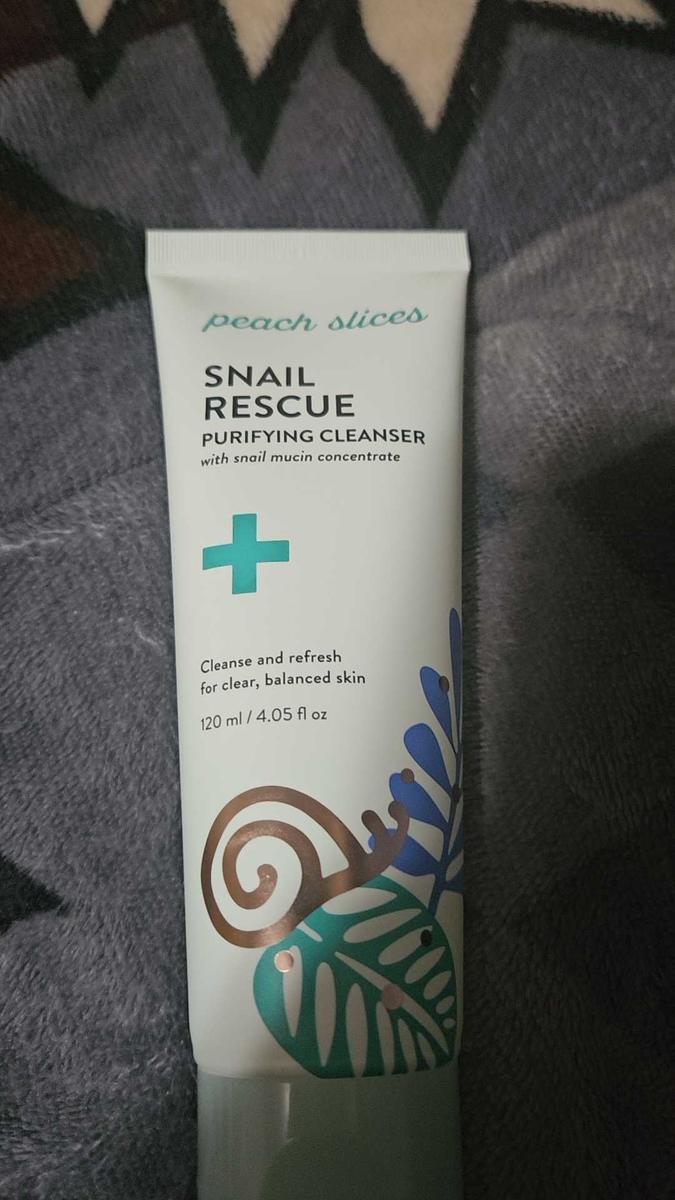 peach slices
SNAIL
RESCUE
PURIFYING CLEANSER
with snail mucin concentrate
Cleanse and refresh
for clear, balanced skin
120 ml / 4.05 fl oz